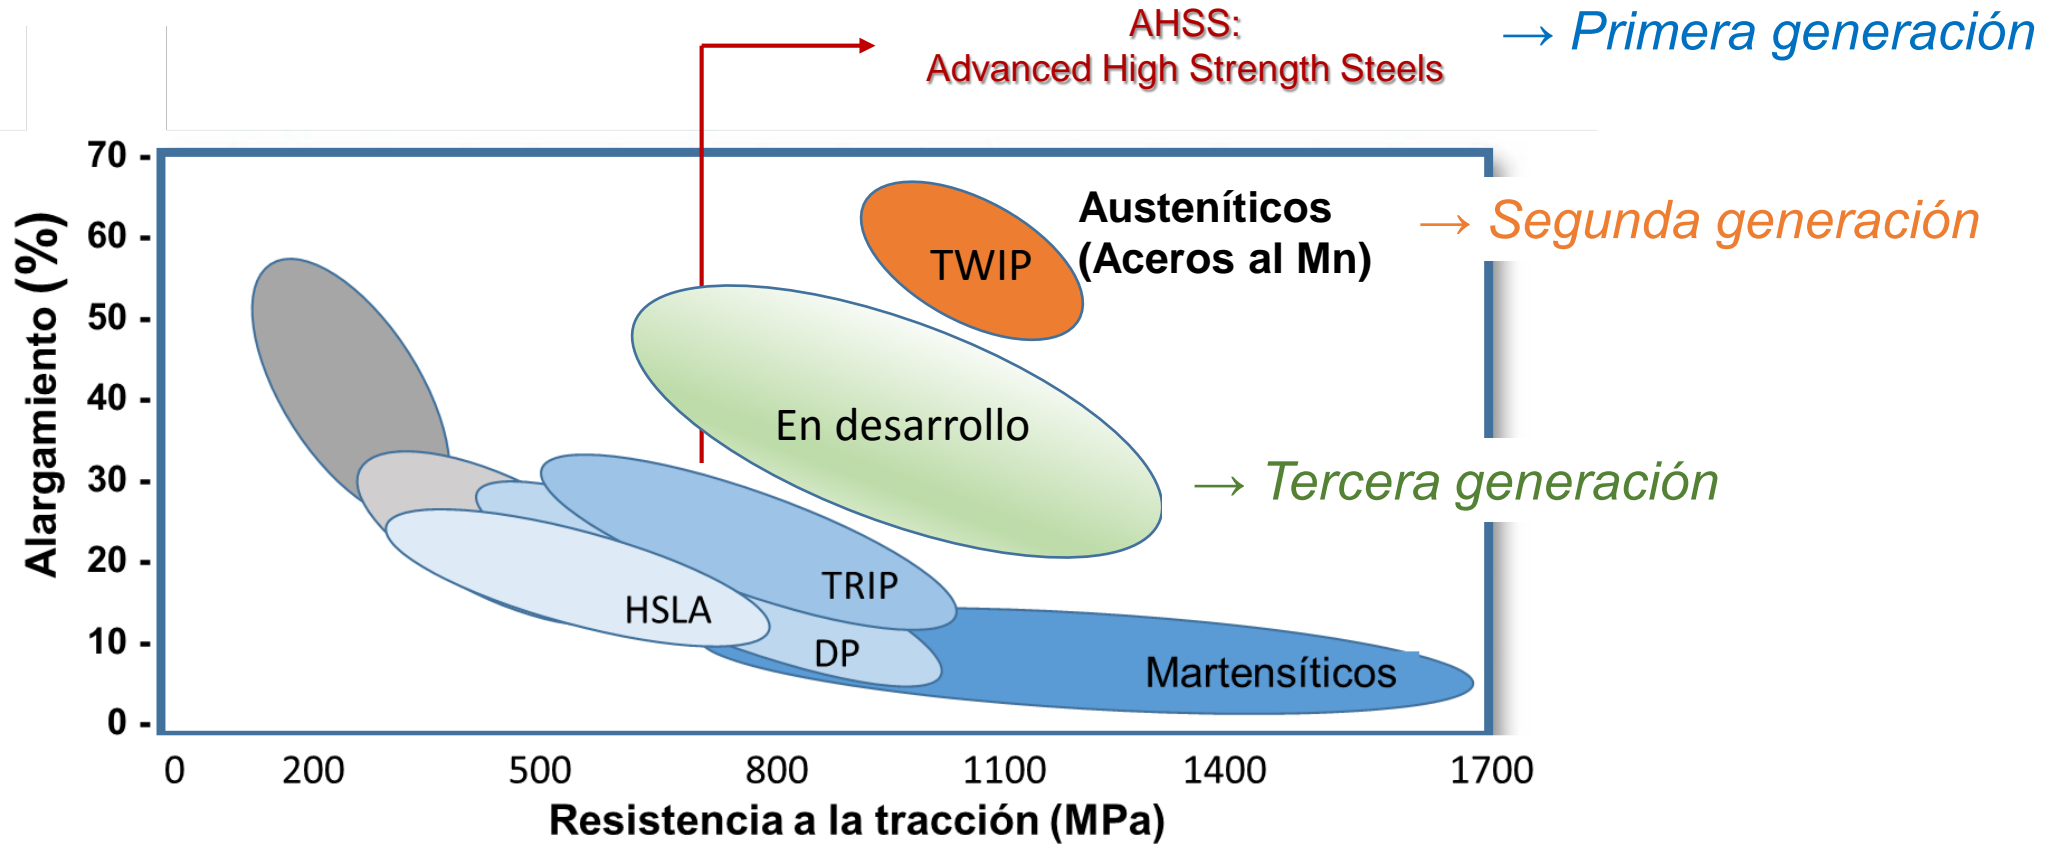 AHSS:
Advanced High Strength Steels
→ Primera generación
70 -
60 -
50 -
40 -
30 -
20 -
10 -
0 -
Alargamiento (%)
Austeníticos
(Aceros al Mn)
→ Segunda generación
TWIP
En desarrollo
→ Tercera generación
TRIP
HSLA
DP
Martensíticos
0 200 500 800 1100 1400 1700
Resistencia a la tracción (MPa)